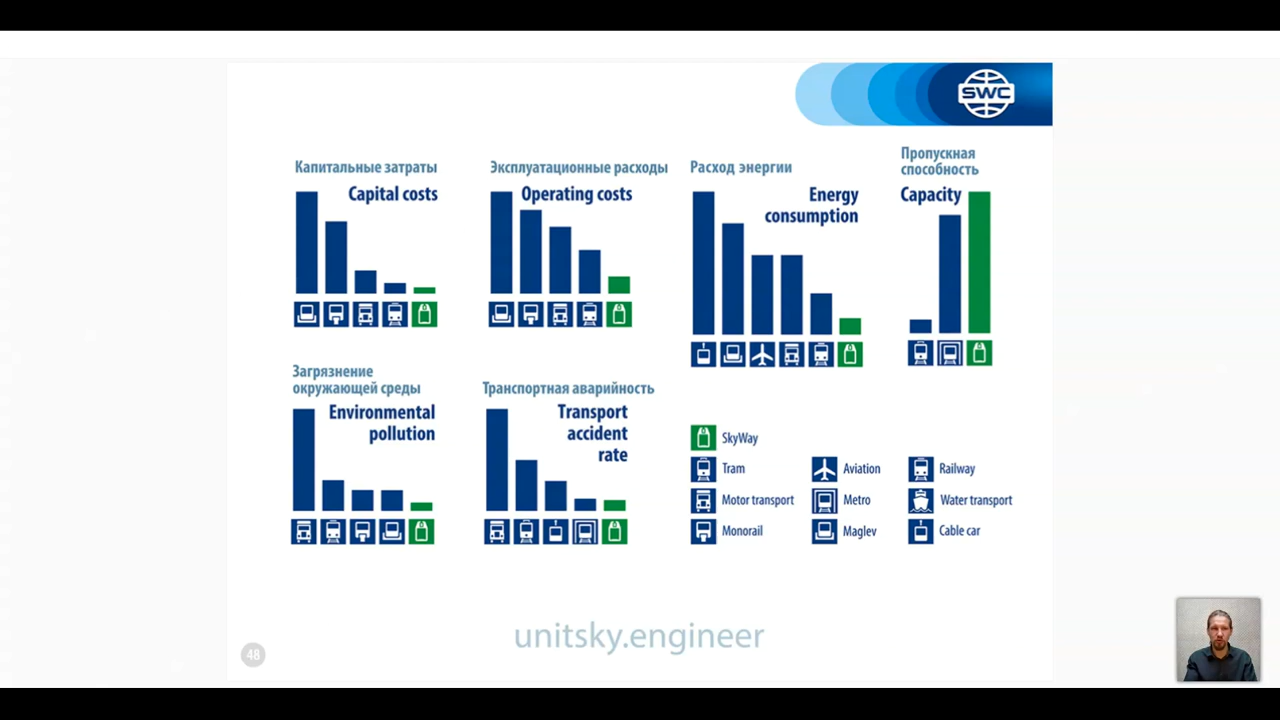 SWC
Капитальные затраты
Capital costs
Эксплуатационные расходы
Operating costs
Расход энергии
Energy
consumption
Пропускная
способность
Capacity
Загрязнение
окружающей среды
Environmental
pollution
Транспортная аварийность
Transport
accident
rate
SkyWay
Tram
Aviation
Railway
Motor transport
Metro
Water transport
Monorail
Maglev
Cable car
unitsky.engineer
48